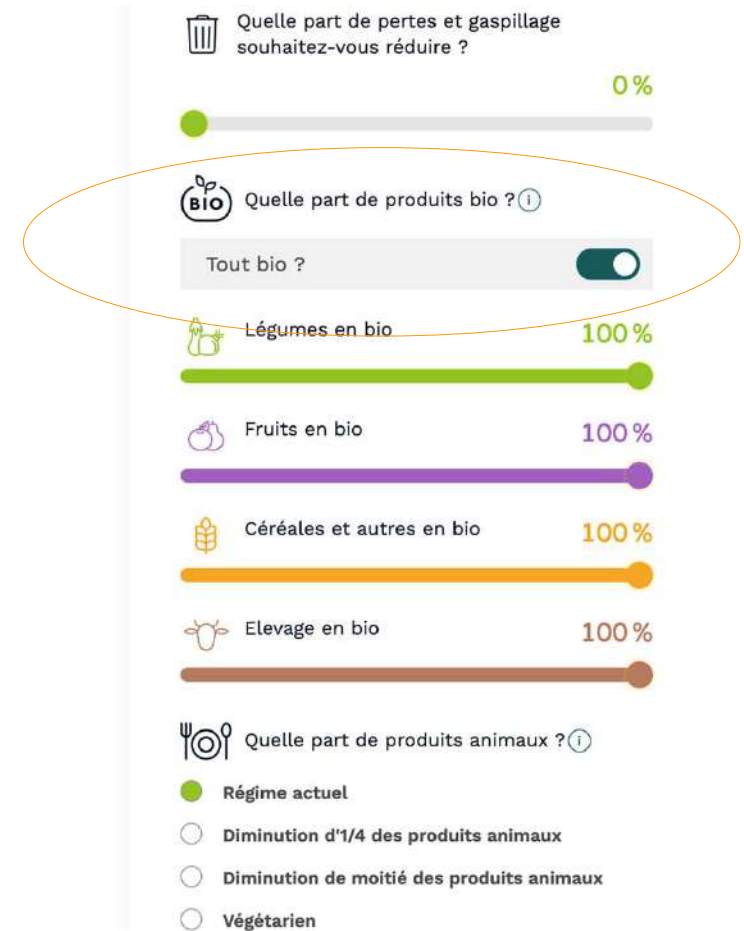 Quelle part de pertes et gaspillage
souhaitez-vous réduire ?
0 %
BIO
Quelle part de produits bio ? i
Tout bio ?
Légumes en bio 100 %
Fruits en bio 100 %
Céréales et autres en bio 100 %
Elevage en bio 100 %
Quelle part de produits animaux ? i
Régime actuel
Diminution d'1/4 des produits animaux
Diminution de moitié des produits animaux
Végétarien